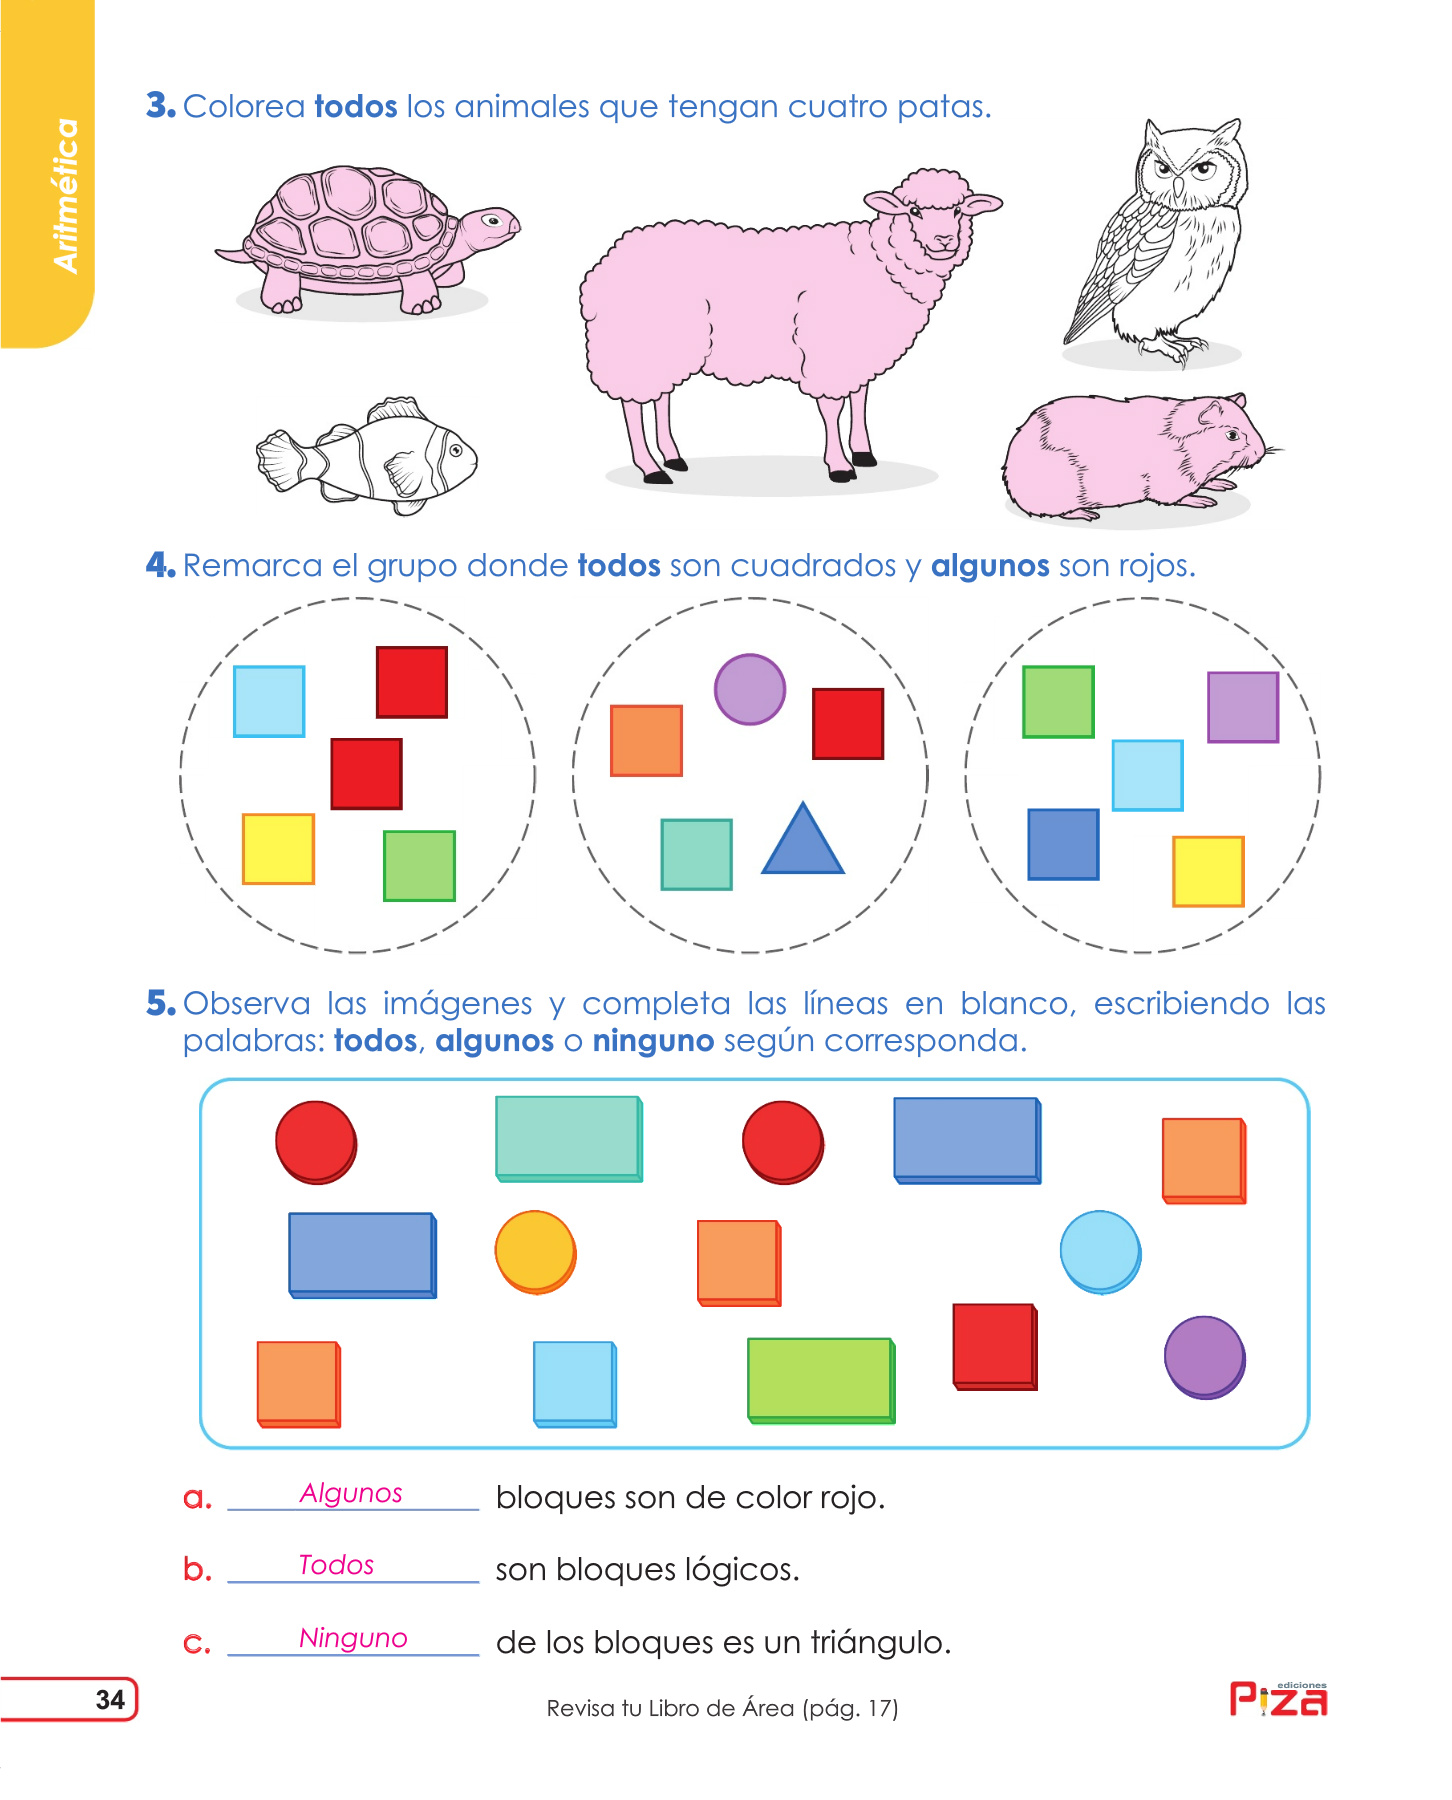 Aritmética
3. Colorea todos los animales que tengan cuatro patas.
4. Remarca el grupo donde todos son cuadrados y algunos son rojos.
5. Observa las imágenes y completa las líneas en blanco, escribiendo las
palabras: todos, algunos o ninguno según corresponda.
a. Algunos bloques son de color rojo.
b. Todos son bloques lógicos.
c. Ninguno de los bloques es un triángulo.
34
Revisa tu Libro de Área (pág. 17)
ediciones
Piza